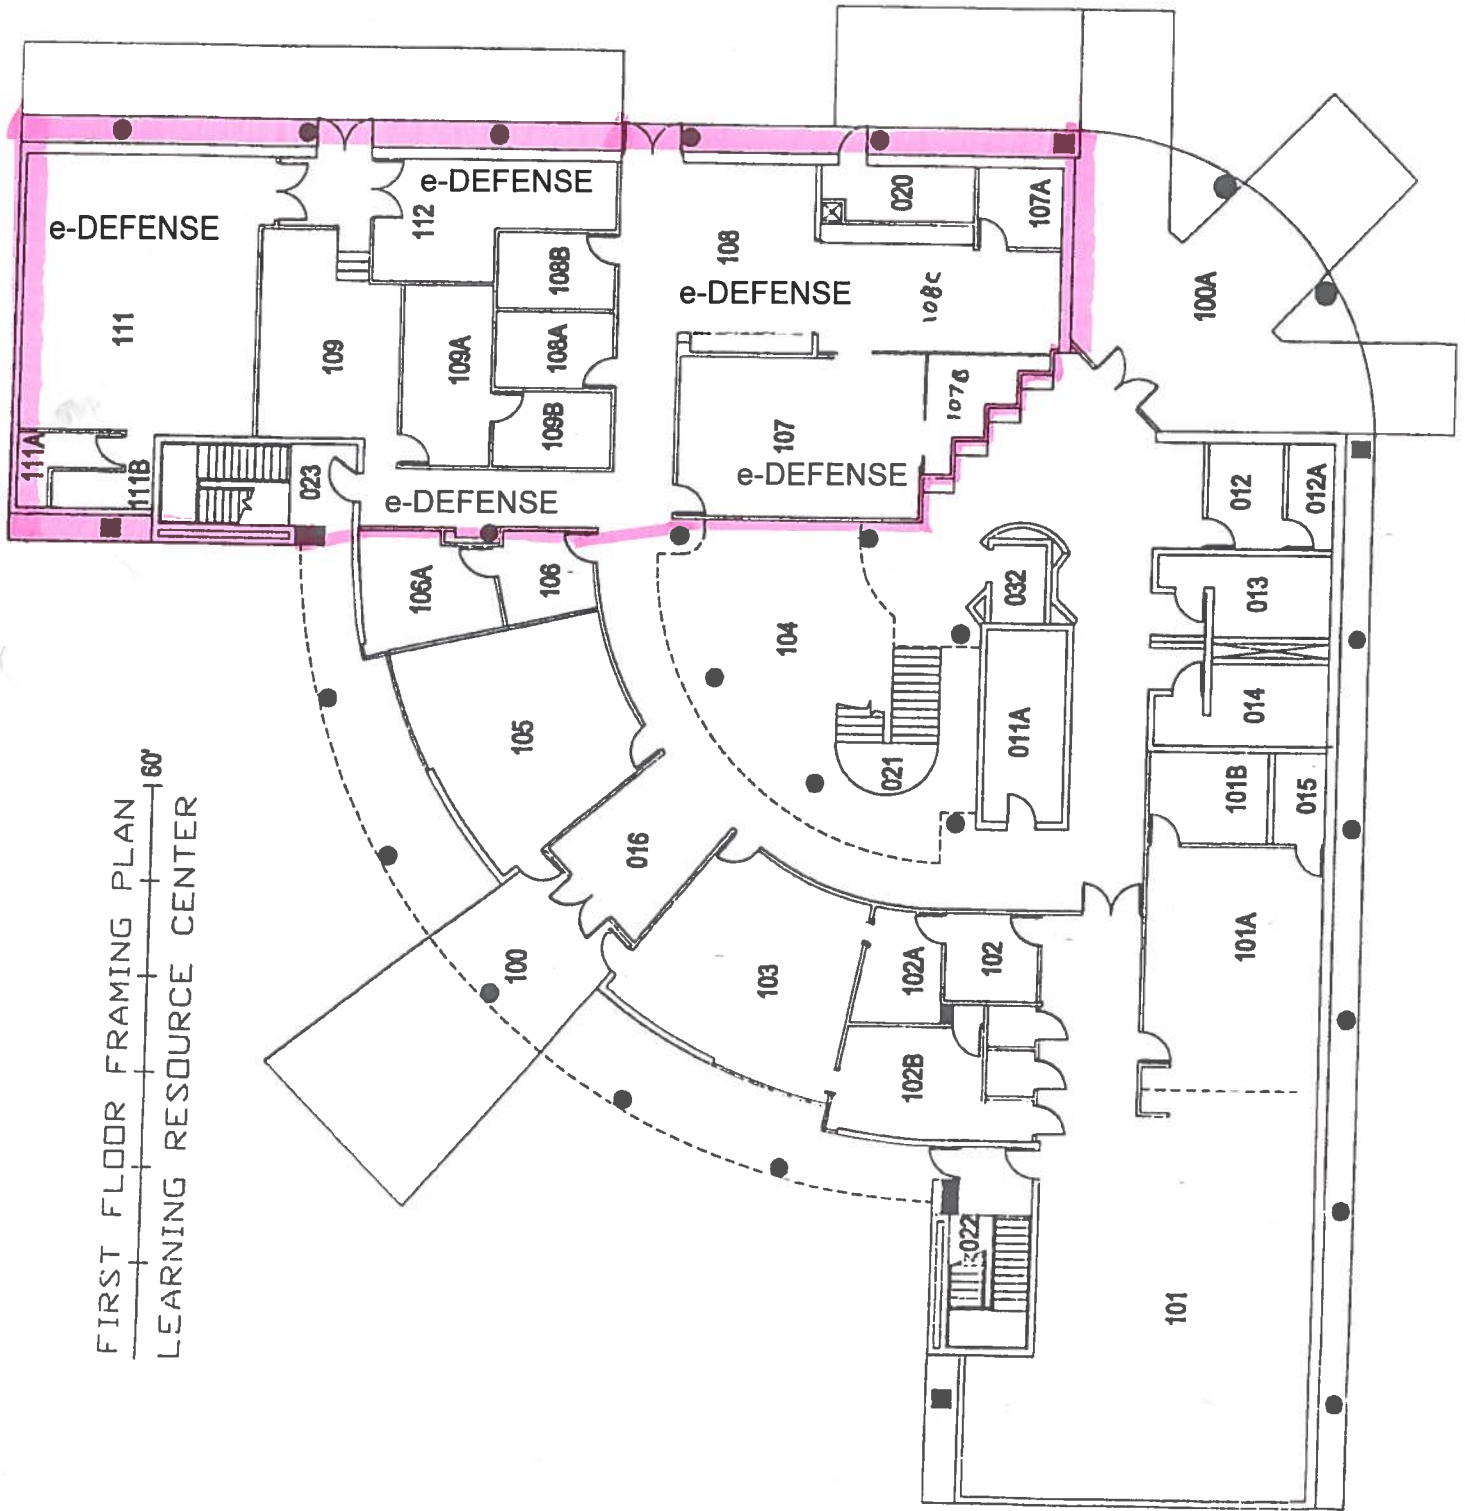 e-DEFENSE
e-DEFENSE
020
107A
112
108
108B
e-DEFENSE
108C
100A
111
109
109A
108A
107B
109B
107
e-DEFENSE
111A
111B
023
e-DEFENSE
012
012A
106A
106
032
013
104
105
011A
014
021
101B
015
016
100
103
102A
102
101A
102B
022
101
FIRST FLOOR FRAMING PLAN
60'
LEARNING RESOURCE CENTER